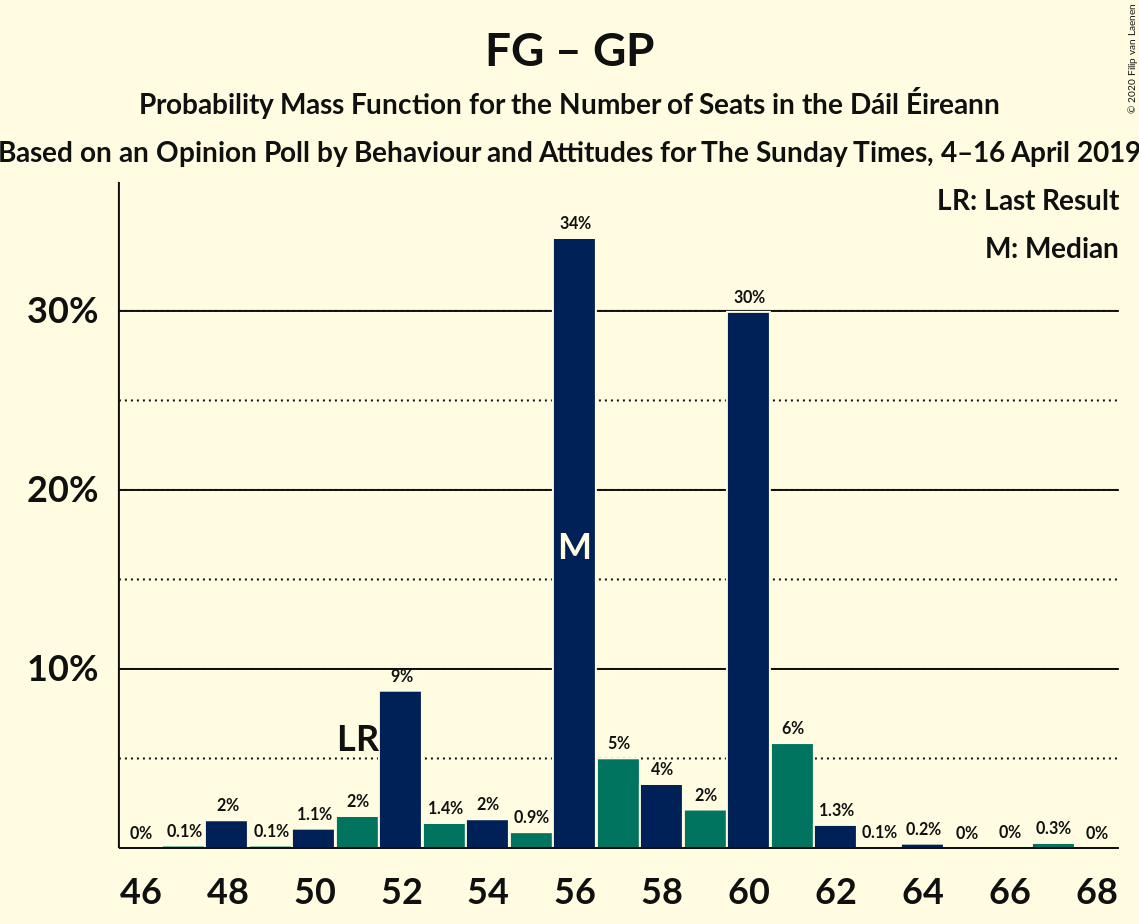 FG – GP
Probability Mass Function for the Number of Seats in the Dáil Éireann
Based on an Opinion Poll by Behaviour and Attitudes for The Sunday Times, 4–16 April 2019
© 2020 Filip van Laenen
LR: Last Result
M: Median
34%
30%
30%
20%
M
10%
9%
LR
6%
5%
4%
0%
0.1%
2%
0.1%
1.1%
2%
1.4%
2%
0.9%
2%
1.3%
0.1%
0.2%
0%
0%
0.3%
0%
46 48 50 52 54 56 58 60 62 64 66 68